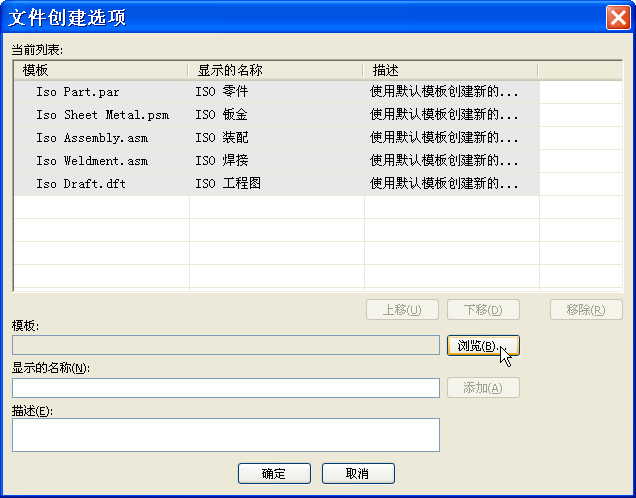 文件创建选项
当前列表:
模板 显示的名称 描述
Iso Part.par ISO 零件 使用默认模板创建新的...
Iso Sheet Metal.psm ISO 钣金 使用默认模板创建新的...
Iso Assembly.asm ISO 装配 使用默认模板创建新的...
Iso Weldment.asm ISO 焊接 使用默认模板创建新的...
Iso Draft.dft ISO 工程图 使用默认模板创建新的...
上移(U) 下移(D) 移除(R)
模板:
浏览(B)...
显示的名称(N):
添加(A)
描述(E):
确定 取消